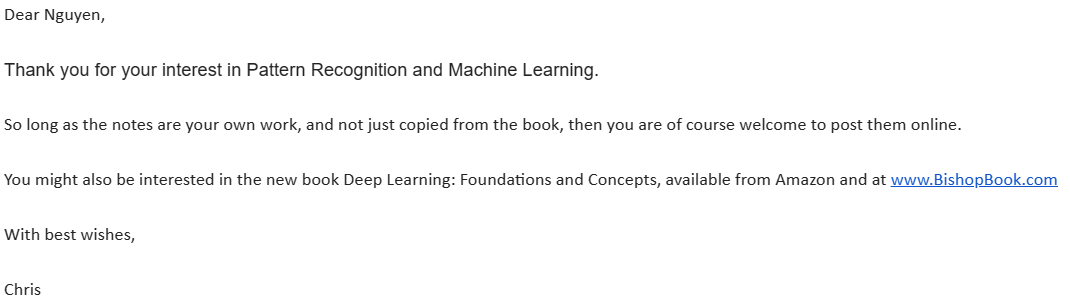 Dear Nguyen,
Thank you for your interest in Pattern Recognition and Machine Learning.
So long as the notes are your own work, and not just copied from the book, then you are of course welcome to post them online.
You might also be interested in the new book Deep Learning: Foundations and Concepts, available from Amazon and at www.BishopBook.com
With best wishes,
Chris